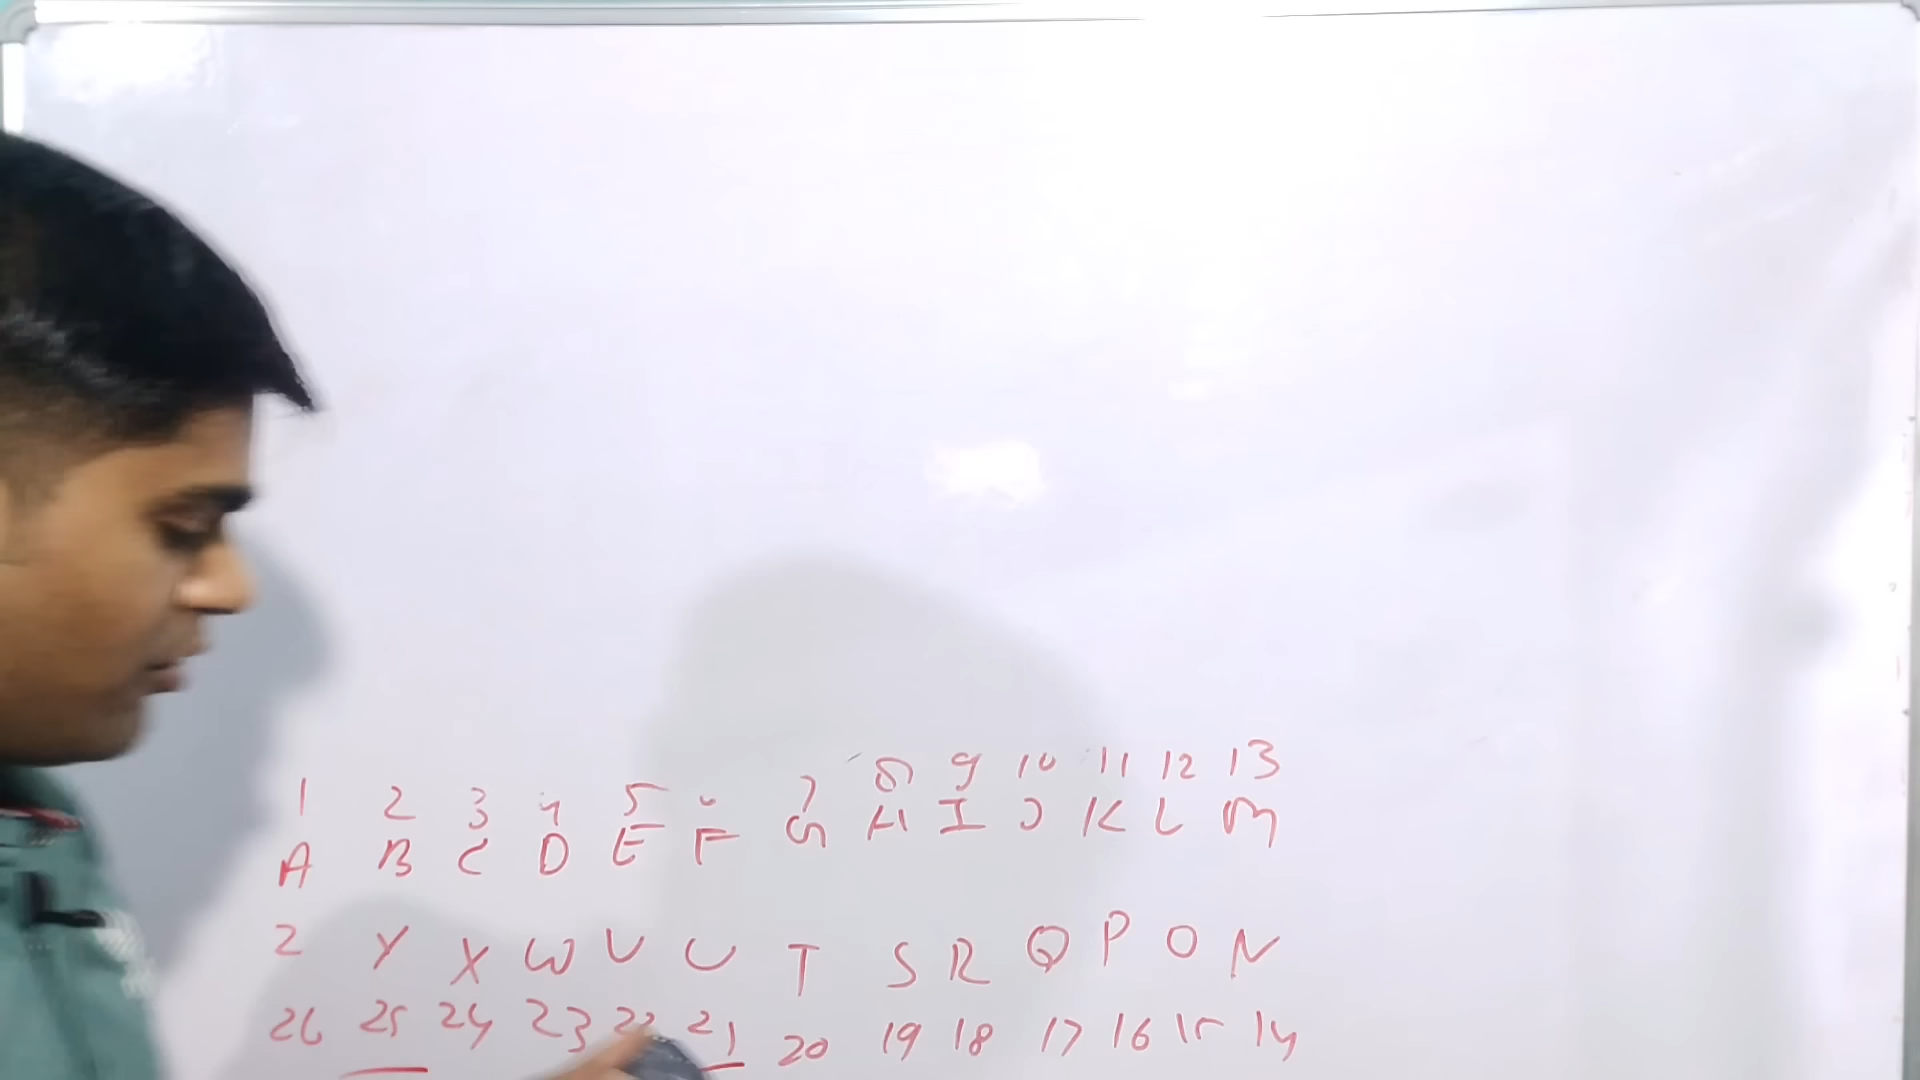 1 2 3 4 5 6 7 8 9 10 11 12 13
A B C D E F G H I J K L M
Z Y X W V U T S R Q P O N
26 25 24 23 22 21 20 19 18 17 16 15 14